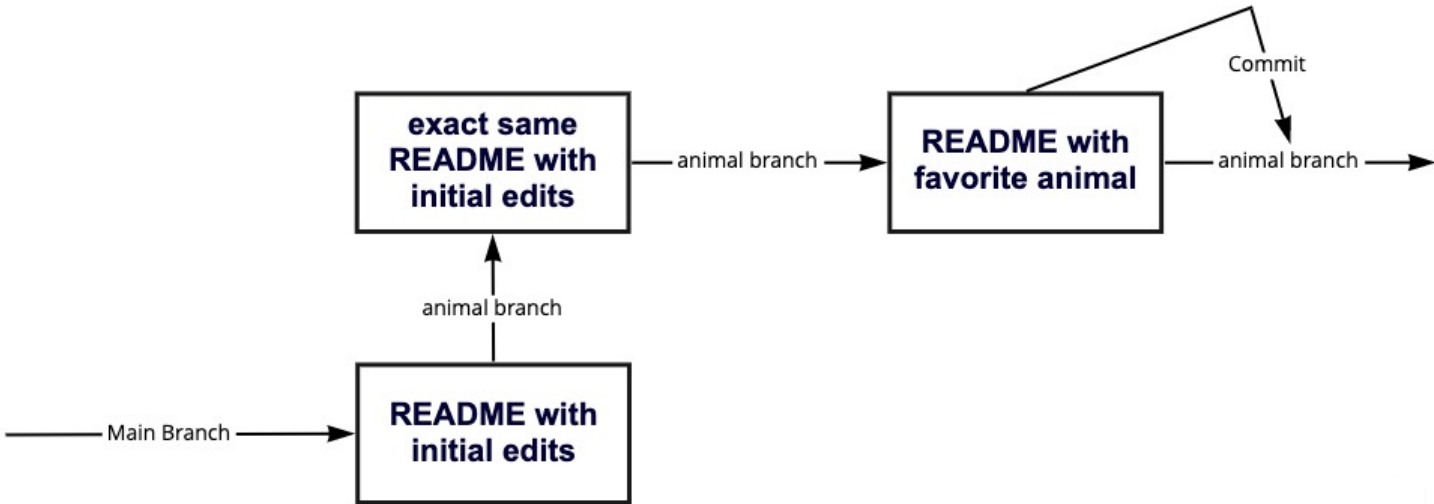 Commit
exact same
README with
initial edits
animal branch
README with
favorite animal
animal branch
animal branch
Main Branch
README with
initial edits